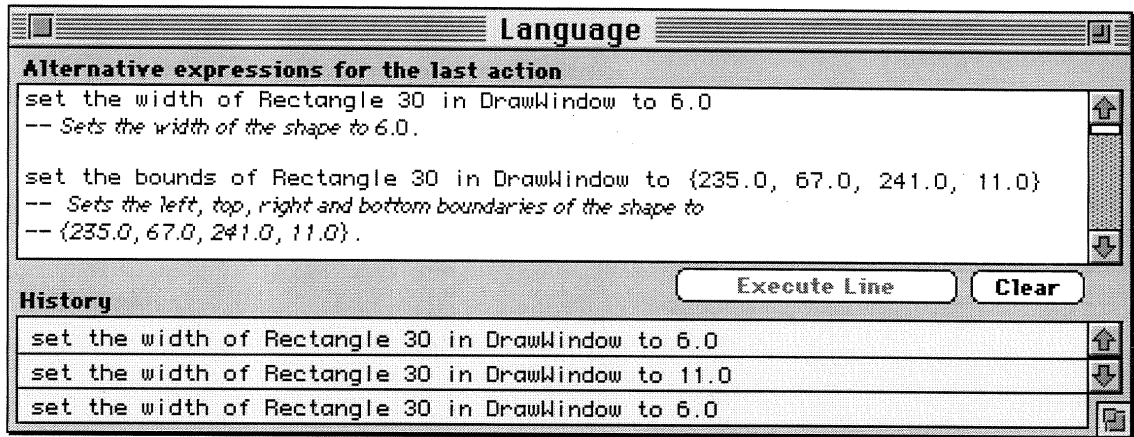 Language
Alternative expressions for the last action
set the width of Rectangle 30 in DrawWindow to 6.0
-- Sets the width of the shape to 6.0.
set the bounds of Rectangle 30 in DrawWindow to {235.0, 67.0, 241.0, 11.0}
-- Sets the left, top, right and bottom boundaries of the shape to
-- {235.0, 67.0, 241.0, 11.0}.
Execute Line Clear
History
set the width of Rectangle 30 in DrawWindow to 6.0
set the width of Rectangle 30 in DrawWindow to 11.0
set the width of Rectangle 30 in DrawWindow to 6.0